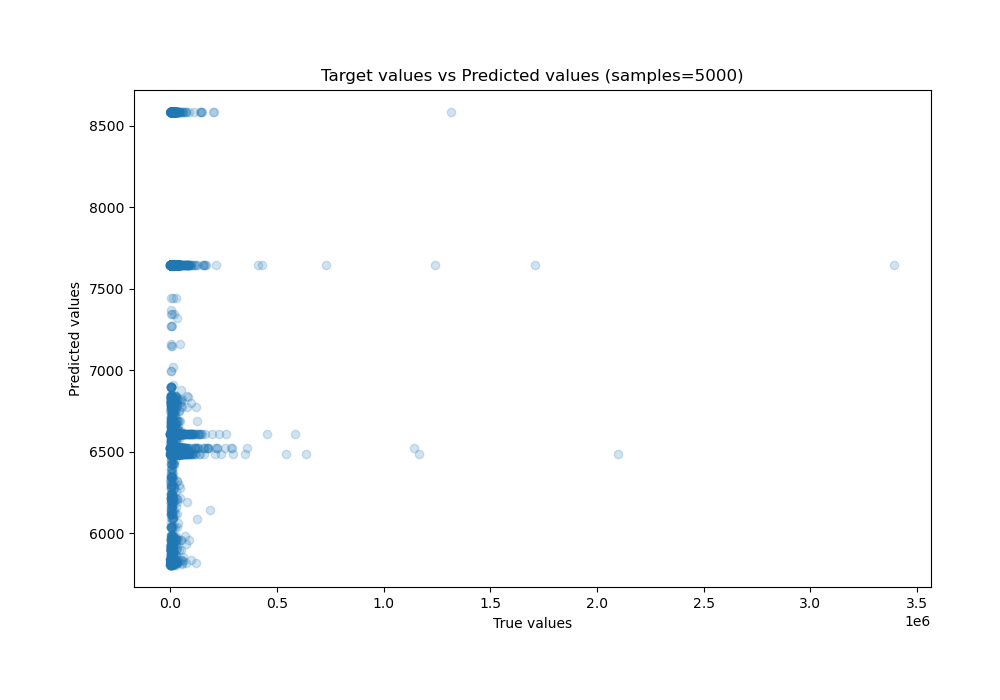 Target values vs Predicted values (samples=5000)
8500
8000
7500
7000
6500
6000
Predicted values
0.0 0.5 1.0 1.5 2.0 2.5 3.0 3.5
1e6
True values